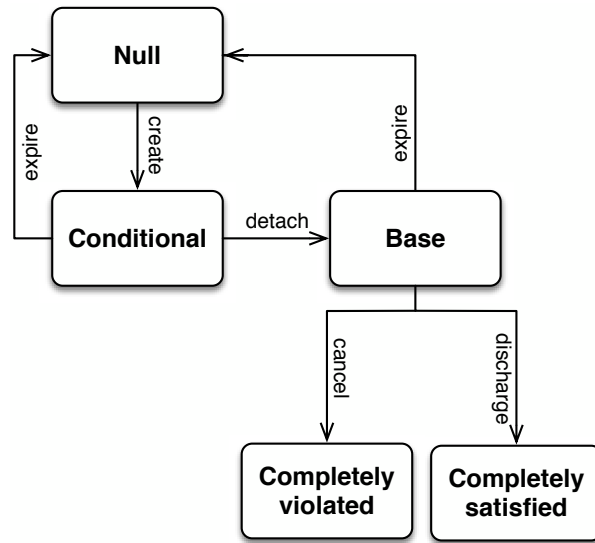 Null
expire
create
expire
Conditional
detach
Base
cancel
discharge
Completely
violated
Completely
satisfied